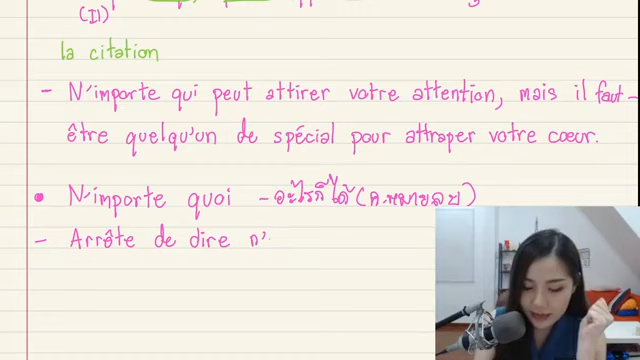 (Il)
la citation
- N'importe qui peut attirer votre attention, mais il faut-
être quelqu'un de spécial pour attraper votre cœur.
• N'importe quoi - อะไรก็ได้ (ค.หมายลบ)
- Arrête de dire n'